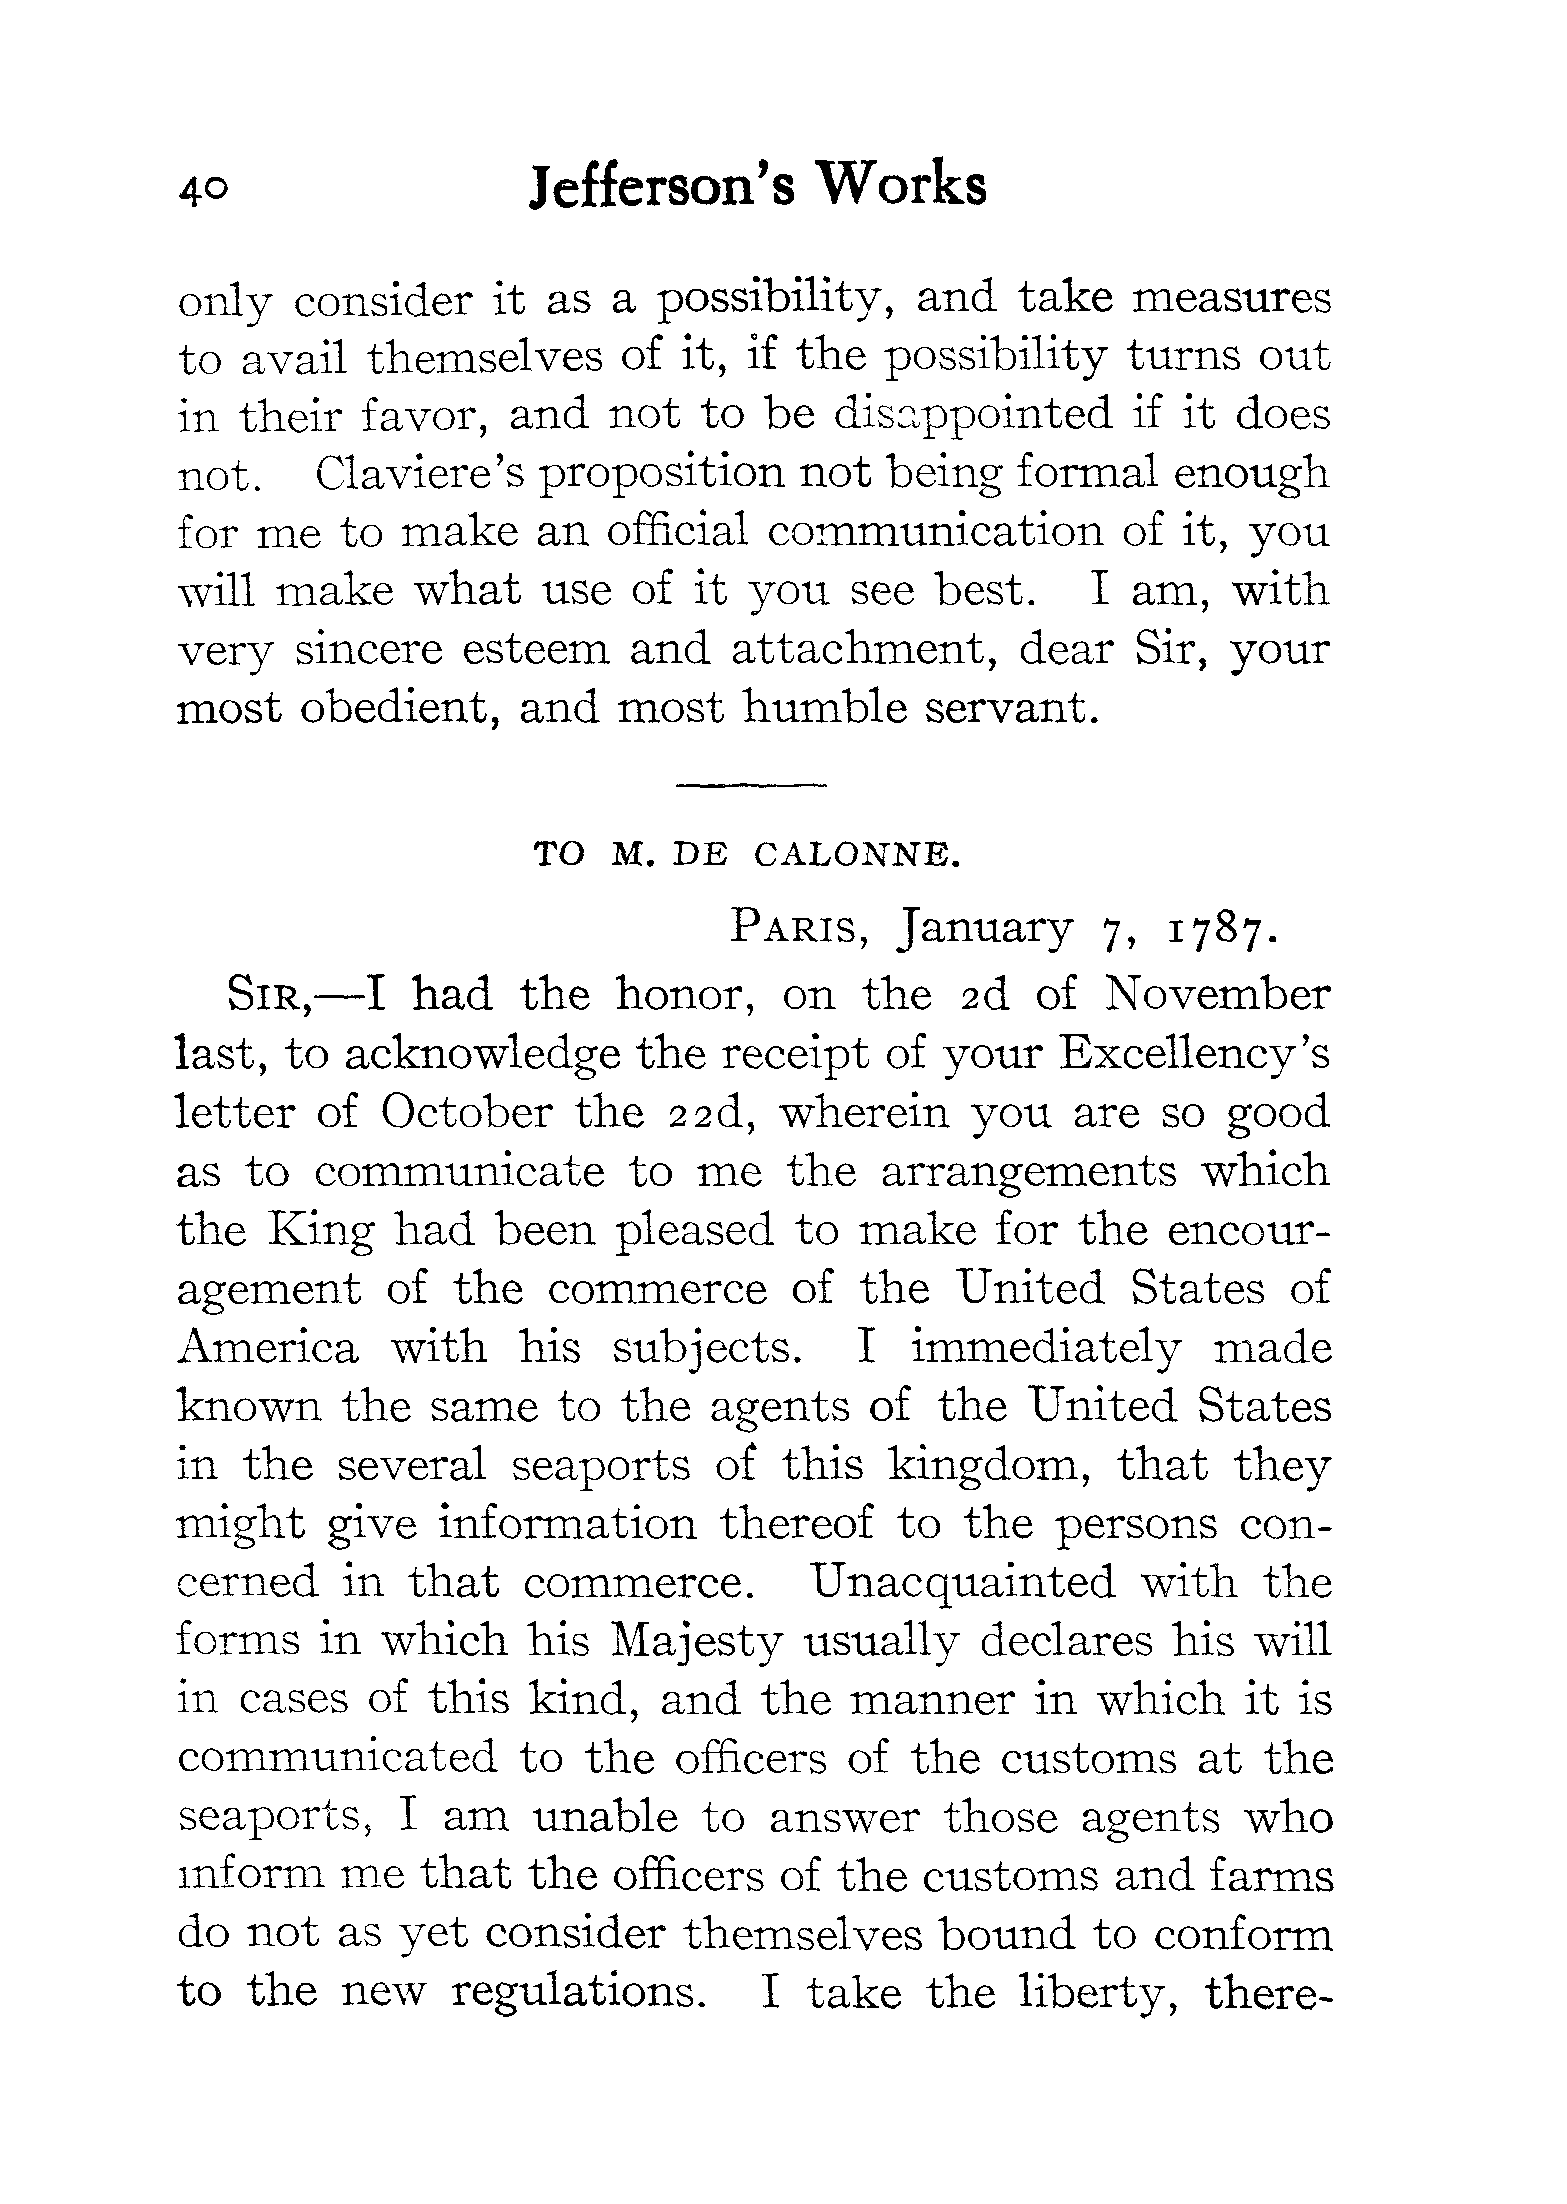 40 Jefferson's Works
only consider it as a possibility, and take measures
to avail themselves of it, if the possibility turns out
in their favor, and not to be disappointed if it does
not. Claviere's proposition not being formal enough
for me to make an official communication of it, you
will make what use of it you see best. I am, with
very sincere esteem and attachment, dear Sir, your
most obedient, and most humble servant.
TO M. DE CALONNE.
PARIS, January 7, 1787.
SIR,—I had the honor, on the 2d of November
last, to acknowledge the receipt of your Excellency's
letter of October the 22d, wherein you are so good
as to communicate to me the arrangements which
the King had been pleased to make for the encour-
agement of the commerce of the United States of
America with his subjects. I immediately made
known the same to the agents of the United States
in the several seaports of this kingdom, that they
might give information thereof to the persons con-
cerned in that commerce. Unacquainted with the
forms in which his Majesty usually declares his will
in cases of this kind, and the manner in which it is
communicated to the officers of the customs at the
seaports, I am unable to answer those agents who
inform me that the officers of the customs and farms
do not as yet consider themselves bound to conform
to the new regulations. I take the liberty, there-